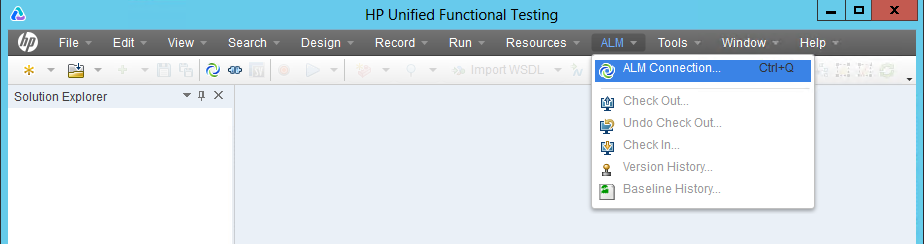 HP Unified Functional Testing
hp File Edit View Search Design Record Run Resources ALM Tools Window Help
Import WSDL
ALM Connection... Ctrl+Q
Solution Explorer
Check Out...
Undo Check Out...
Check In...
Version History...
Baseline History...